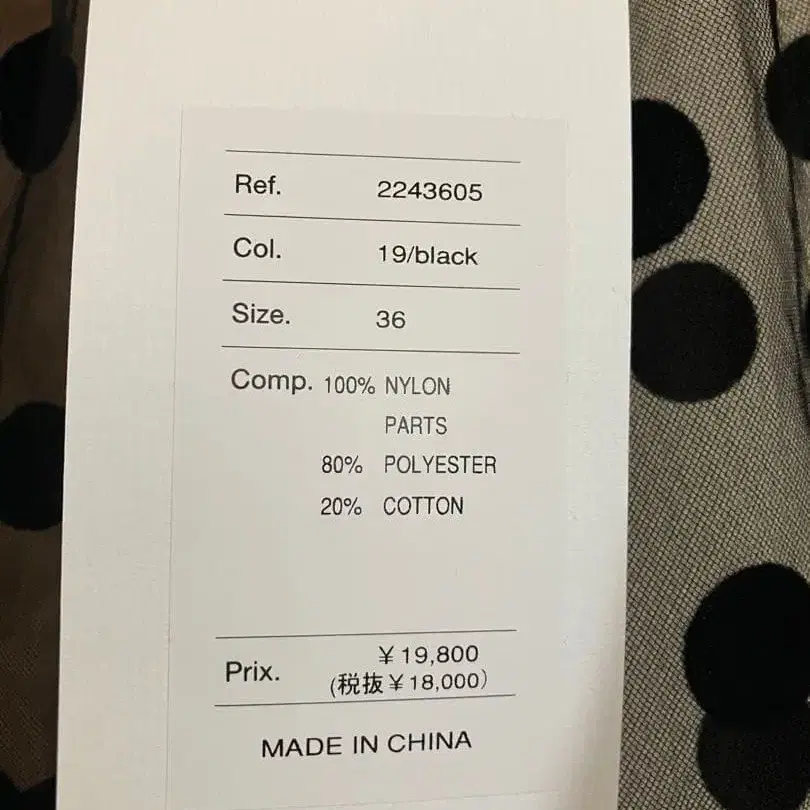 Ref. 2243605
Col. 19/black
Size. 36
Comp. 100% NYLON
PARTS
80% POLYESTER
20% COTTON
Prix. ¥19,800
(税抜¥18,000)
MADE IN CHINA